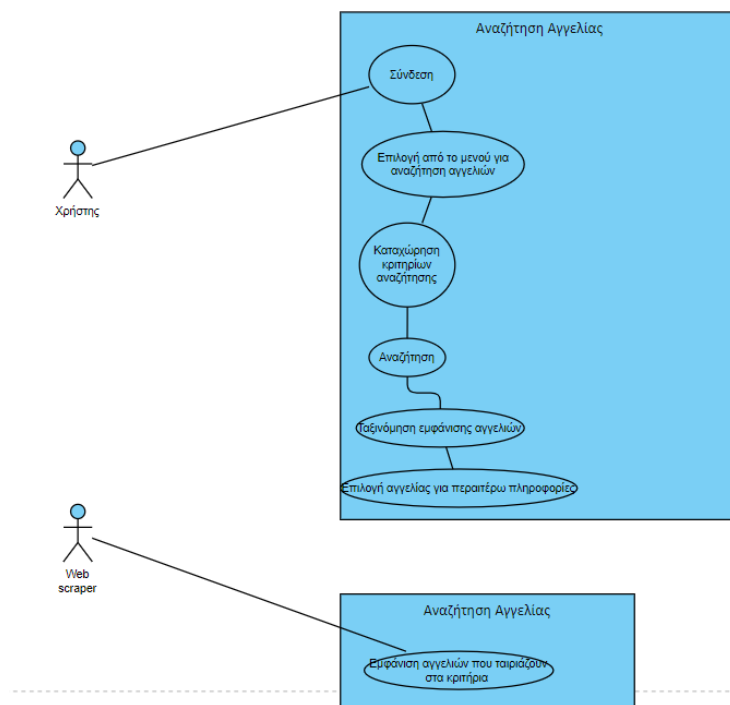 Αναζήτηση Αγγελίας
Σύνδεση
Επιλογή από το μενού για
αναζήτηση αγγελιών
Χρήστης
Καταχώρηση
κριτηρίων
αναζήτησης
Αναζήτηση
Ταξινόμηση εμφάνισης αγγελιών
Επιλογή αγγελίας για περαιτέρω πληροφορίες
Web
scraper
Αναζήτηση Αγγελίας
Εμφάνιση αγγελιών που ταιριάζουν
στα κριτήρια